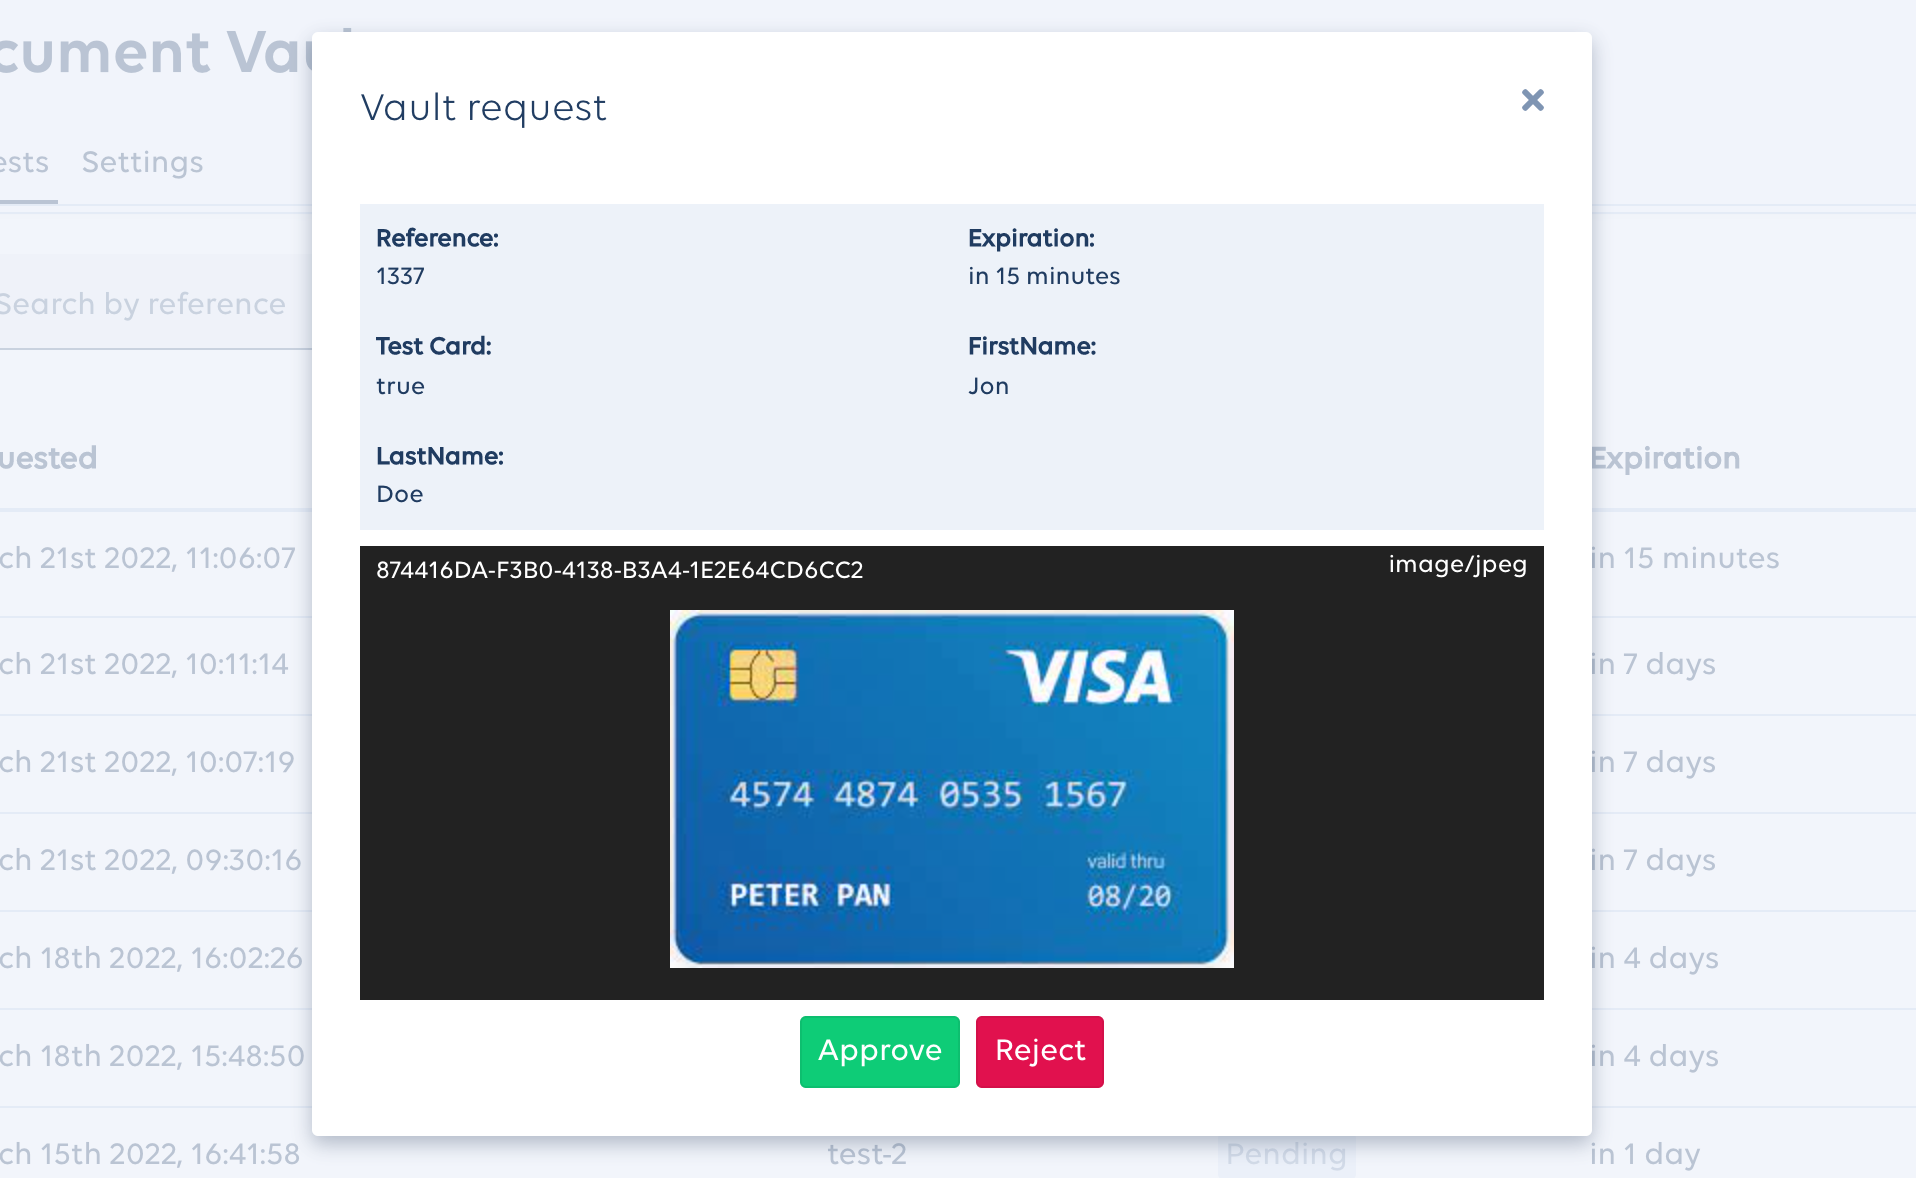 cument Vau
ests Settings
Search by reference
uested
Expiration
ch 21st 2022, 11:06:07
in 15 minutes
ch 21st 2022, 10:11:14
in 7 days
ch 21st 2022, 10:07:19
in 7 days
ch 21st 2022, 09:30:16
in 7 days
ch 18th 2022, 16:02:26
in 4 days
ch 18th 2022, 15:48:50
in 4 days
ch 15th 2022, 16:41:58
test-2
Pending
in 1 day
Vault request
Reference:
1337
Expiration:
in 15 minutes
Test Card:
true
FirstName:
Jon
LastName:
Doe
874416DA-F3B0-4138-B3A4-1E2E64CD6CC2
image/jpeg
VISA
4574 4874 0535 1567
valid thru
PETER PAN
08/20
Approve
Reject